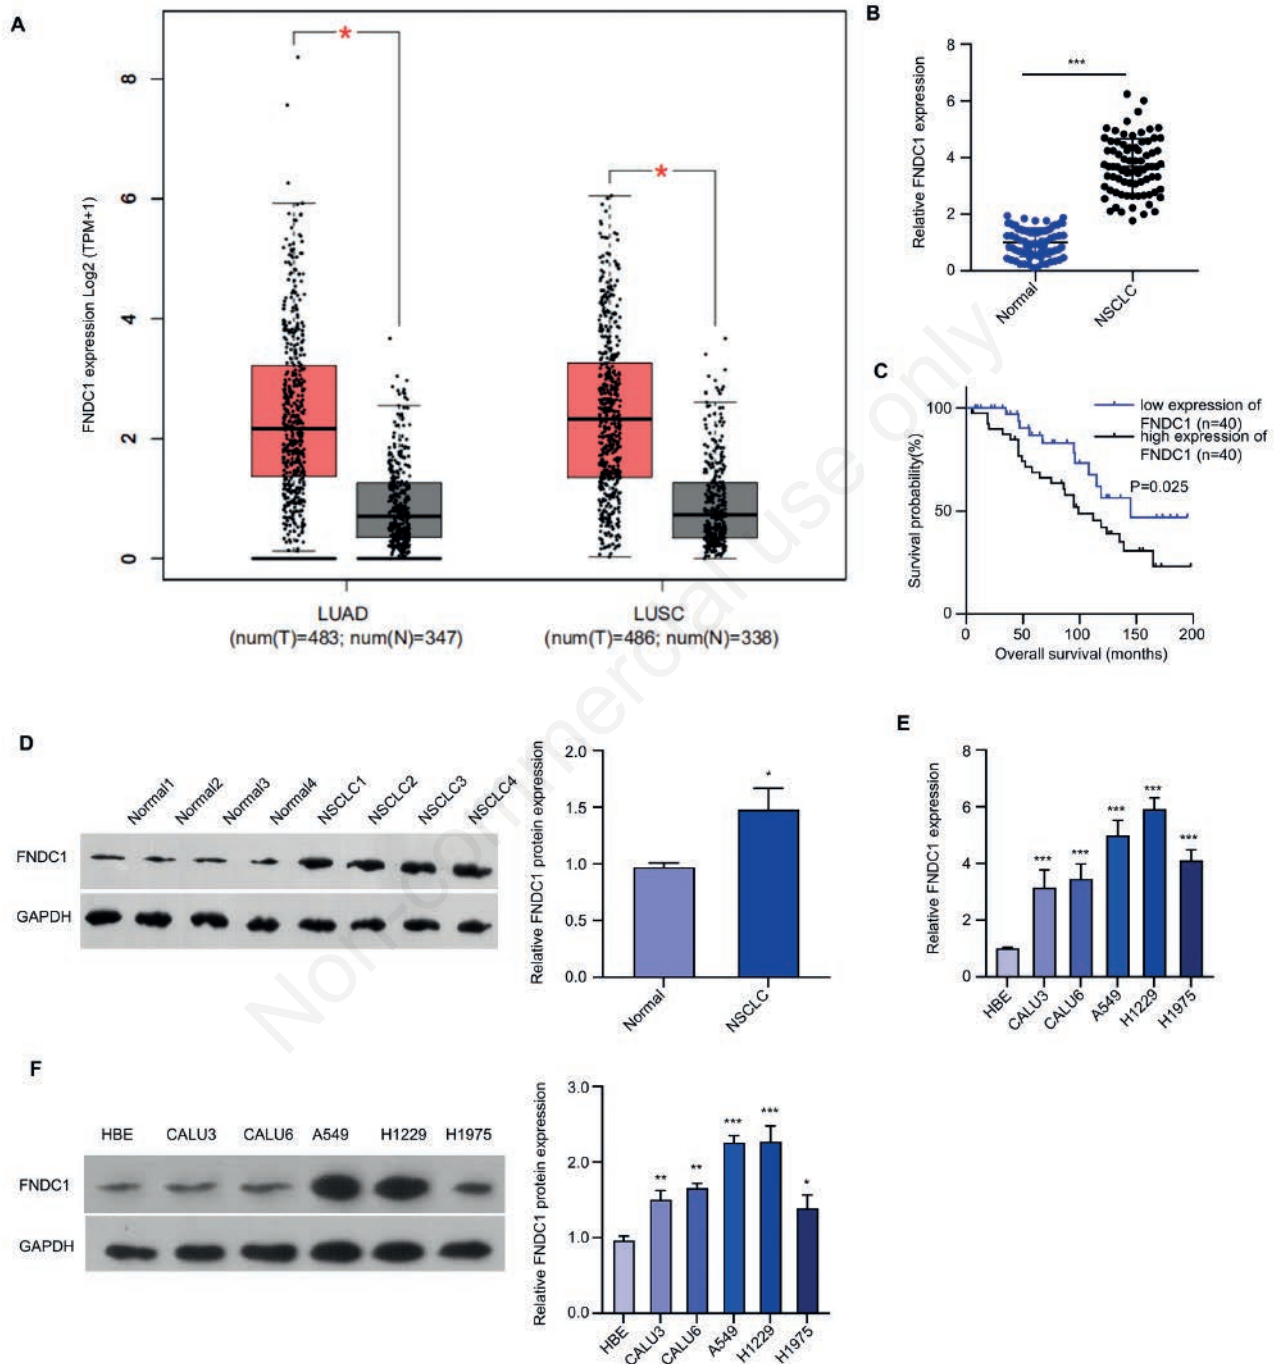 A
FNDC1 expression Log2 (TPM+1)
8
6
4
2
0
*
*
LUAD
(num(T)=483; num(N)=347)
LUSC
(num(T)=486; num(N)=338)
B
Relative FNDC1 expression
8
6
4
2
0
***
Normal
NSCLC
C
Survival probability(%)
100
50
0
low expression of
FNDC1 (n=40)
high expression of
FNDC1 (n=40)
P=0.025
0 50 100 150 200
Overall survival (months)
D
Normal1 Normal2 Normal3 Normal4 NSCLC1 NSCLC2 NSCLC3 NSCLC4
FNDC1
GAPDH
Relative FNDC1 protein expression
2.0
1.5
1.0
0.5
0.0
*
Normal
NSCLC
E
Relative FNDC1 expression
8
6
4
2
0
*** *** *** *** ***
HBE CALU3 CALU6 A549 H1229 H1975
F
HBE CALU3 CALU6 A549 H1229 H1975
FNDC1
GAPDH
Relative FNDC1 protein expression
3.0
2.0
1.0
0.0
** ** *** *** *
HBE CALU3 CALU6 A549 H1229 H1975
Non-commercial use only